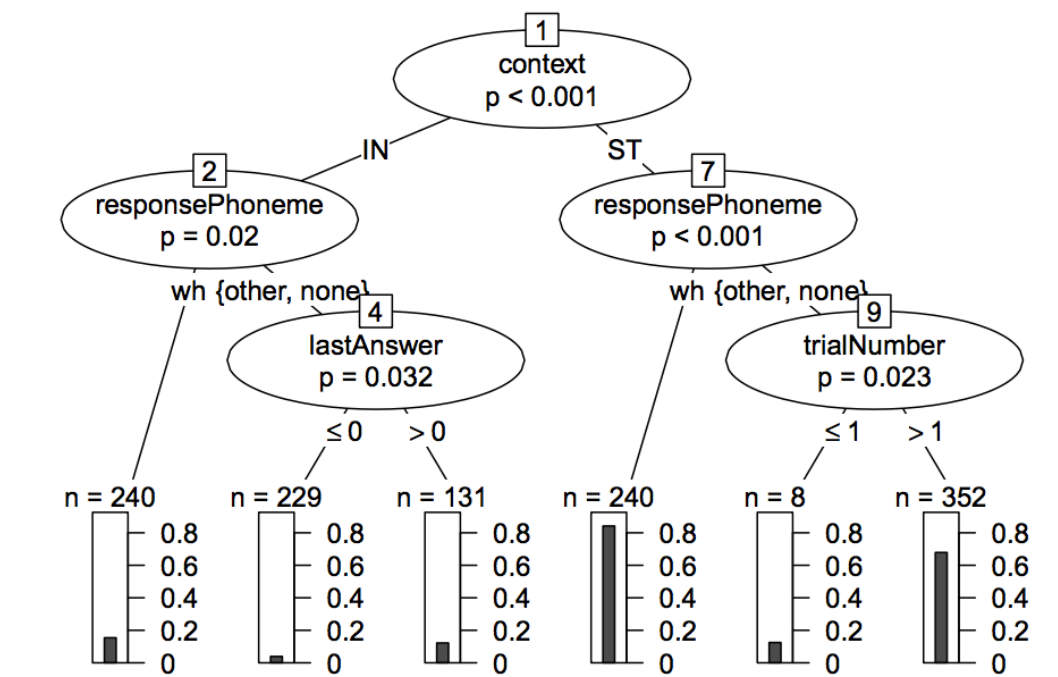 1
context
p < 0.001
IN
ST
2
responsePhoneme
p = 0.02
7
responsePhoneme
p < 0.001
wh {other, none}
wh {other, none}
4
lastAnswer
p = 0.032
9
trialNumber
p = 0.023
≤ 0
> 0
≤ 1
> 1
n = 240
n = 229
n = 131
n = 240
n = 8
n = 352
0.8 0.8 0.8 0.8 0.8 0.8
0.6 0.6 0.6 0.6 0.6 0.6
0.4 0.4 0.4 0.4 0.4 0.4
0.2 0.2 0.2 0.2 0.2 0.2
0 0 0 0 0 0